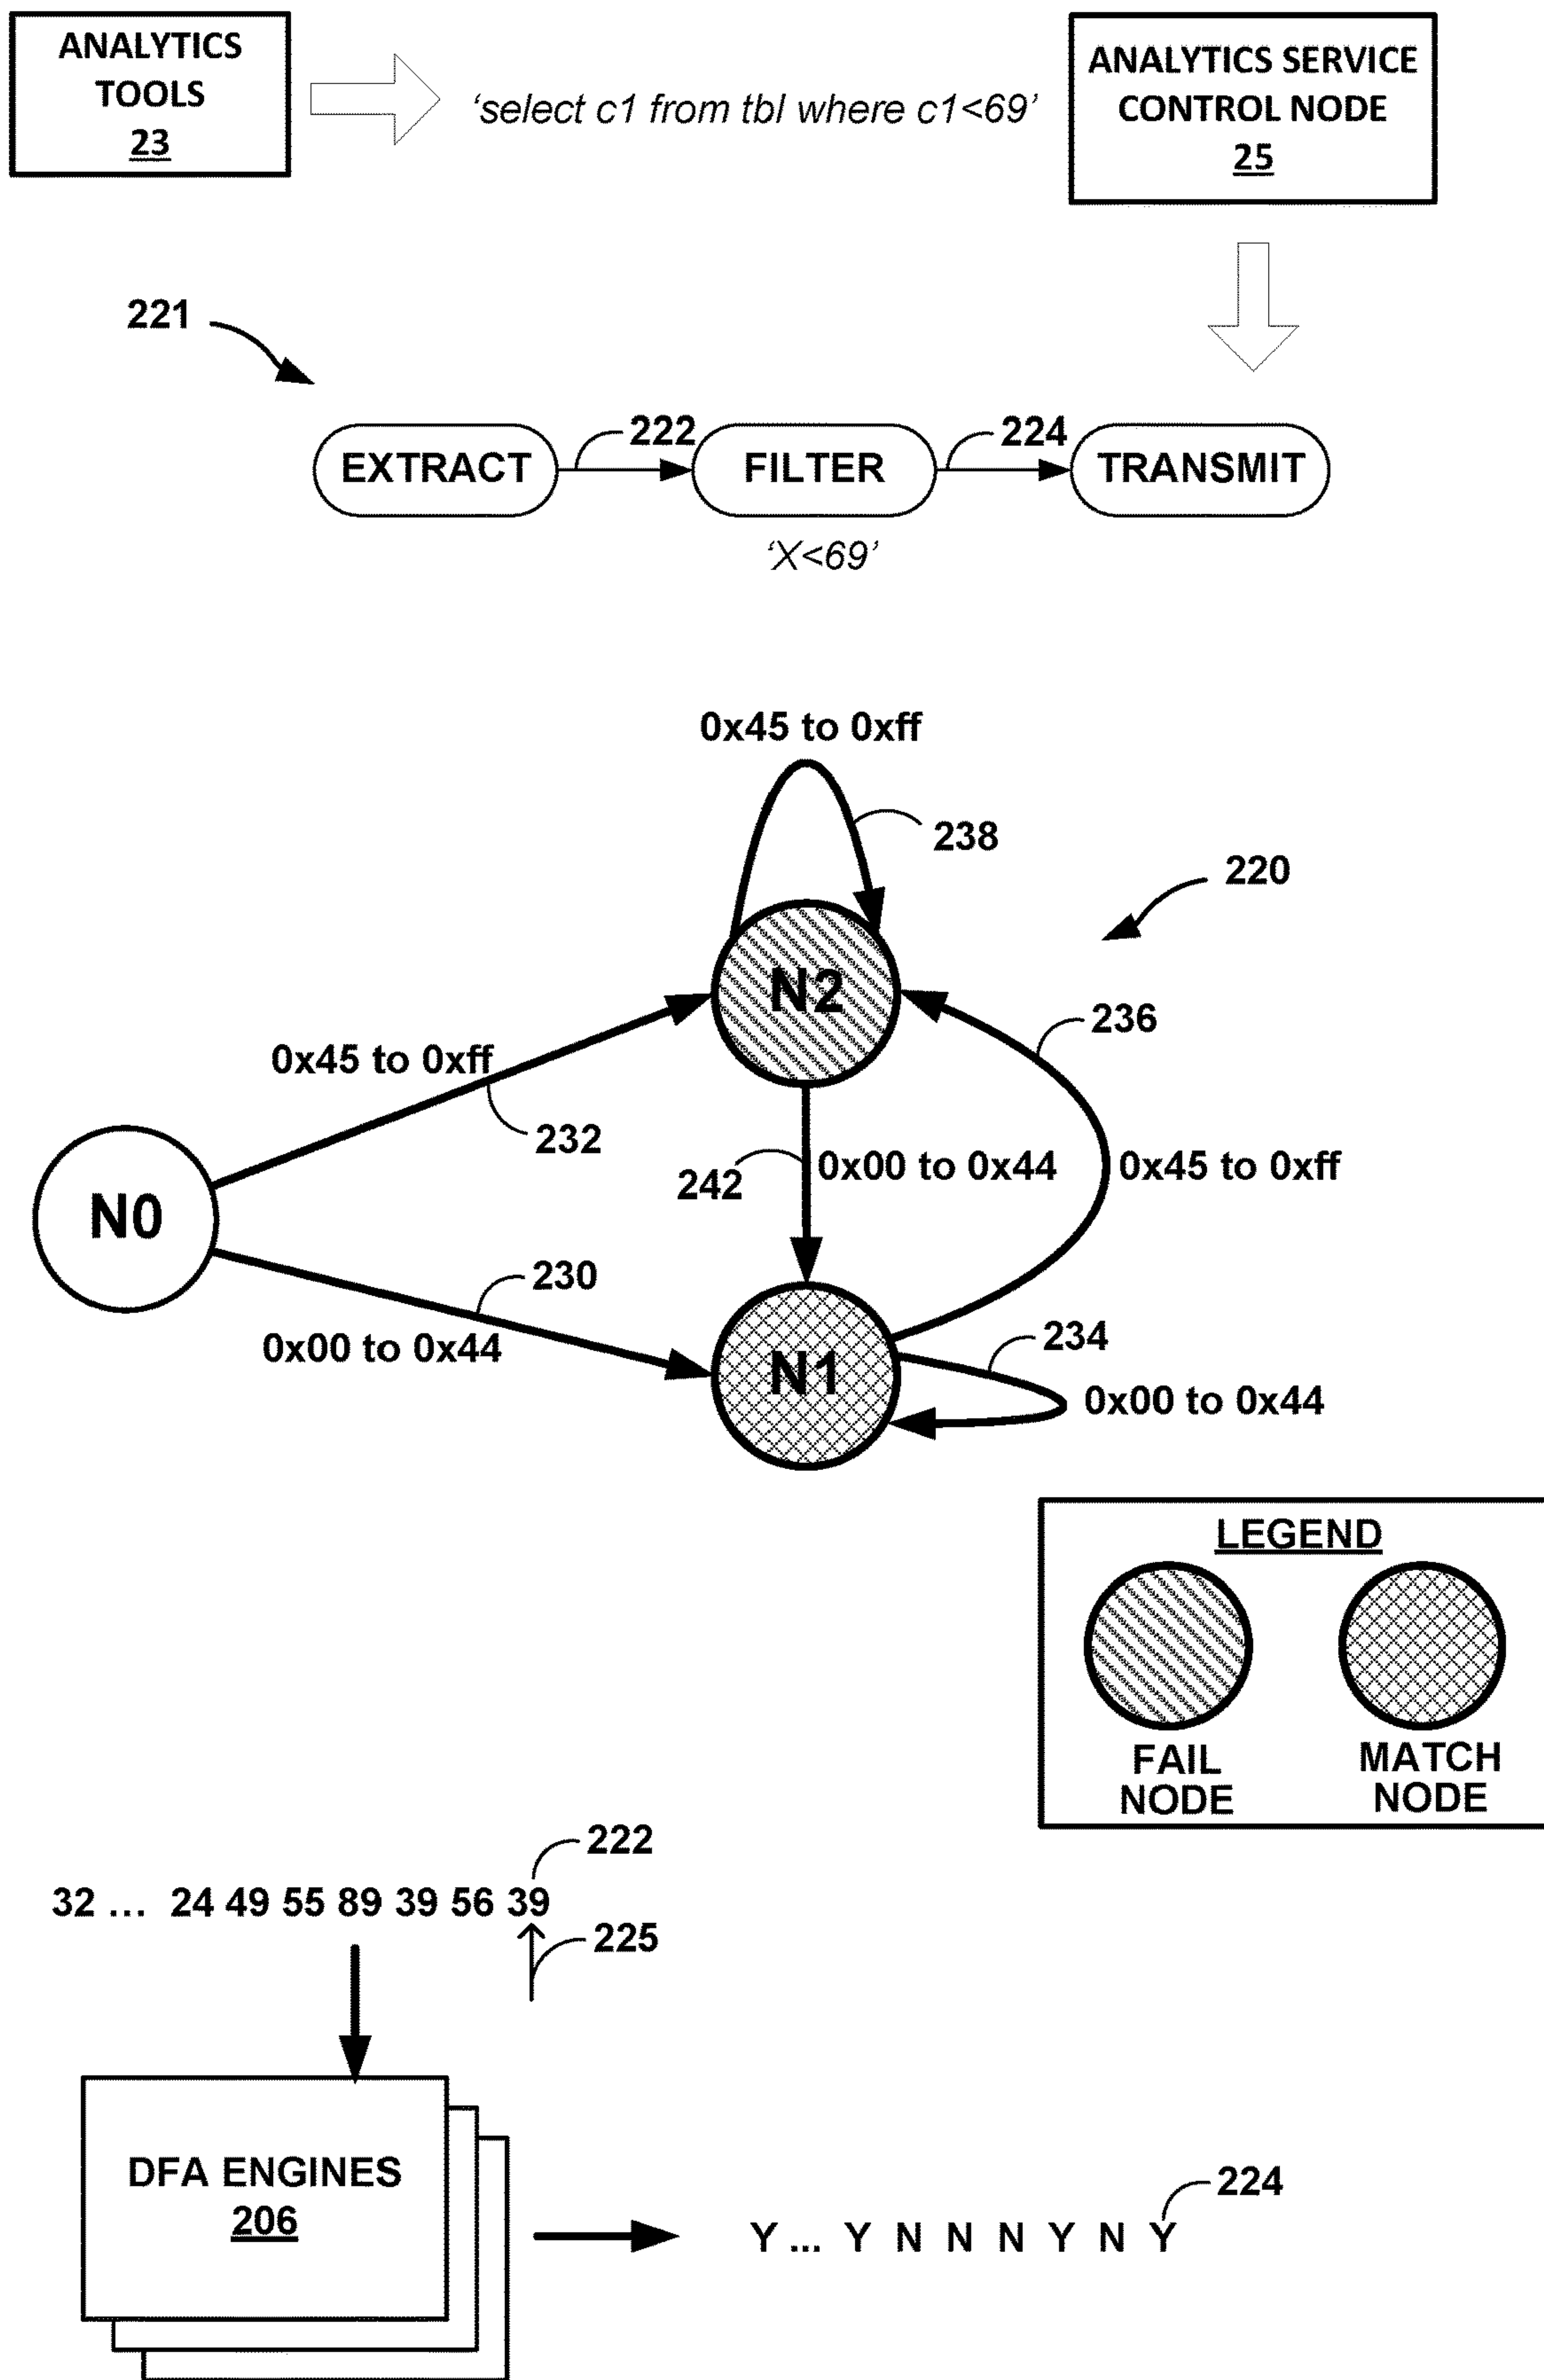 ANALYTICS
TOOLS
23
‘select c1 from tbl where c1<69’
ANALYTICS SERVICE
CONTROL NODE
25
221
EXTRACT
222
FILTER
224
TRANSMIT
‘X<69’
0x45 to 0xff
238
220
N2
236
0x45 to 0xff
232
242
0x00 to 0x44
0x45 to 0xff
N0
230
0x00 to 0x44
N1
234
0x00 to 0x44
LEGEND
FAIL
NODE
MATCH
NODE
222
32 ... 24 49 55 89 39 56 39
225
DFA ENGINES
206
224
Y ... Y N N N Y N Y